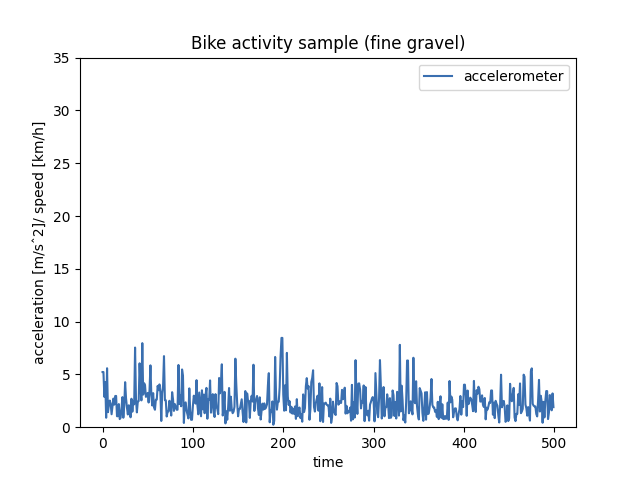 Bike activity sample (fine gravel)
accelerometer
acceleration [m/s^2]/ speed [km/h]
35
30
25
20
15
10
5
0
0 100 200 300 400 500
time